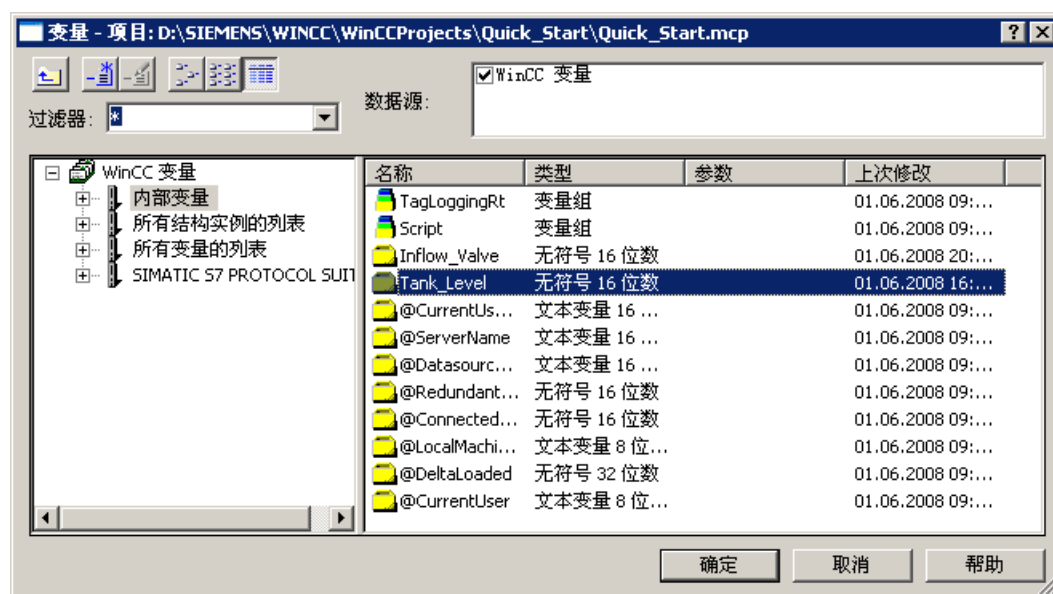 变量 - 项目: D:\SIEMENS\WINCC\WinCCProjects\Quick_Start\Quick_Start.mcp
数据源:
WinCC 变量
过滤器: *
WinCC 变量
内部变量
所有结构实例的列表
所有变量的列表
SIMATIC S7 PROTOCOL SUIT
名称 类型 参数 上次修改
TagLoggingRt 变量组 01.06.2008 09:...
Script 变量组 01.06.2008 09:...
Inflow_Valve 无符号 16 位数 01.06.2008 20:...
Tank_Level 无符号 16 位数 01.06.2008 16:...
@CurrentUs... 文本变量 16 ... 01.06.2008 09:...
@ServerName 文本变量 16 ... 01.06.2008 09:...
@Datasourc... 文本变量 16 ... 01.06.2008 09:...
@Redundant... 无符号 16 位数 01.06.2008 09:...
@Connected... 无符号 16 位数 01.06.2008 09:...
@LocalMachi... 文本变量 8 位... 01.06.2008 09:...
@DeltaLoaded 无符号 32 位数 01.06.2008 09:...
@CurrentUser 文本变量 8 位... 01.06.2008 09:...
确定 取消 帮助